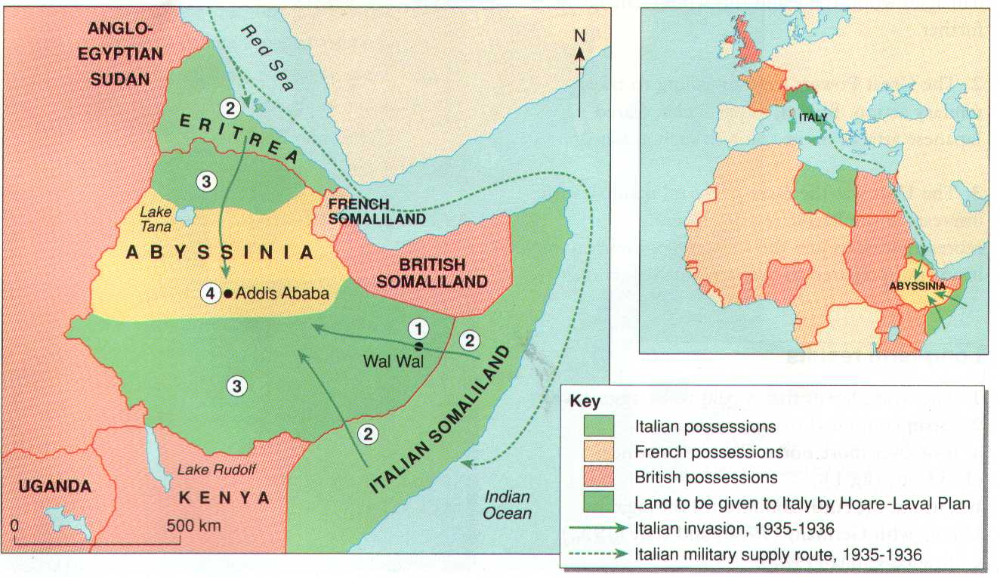 ANGLO-
EGYPTIAN
SUDAN
Red Sea
N
2
ERITREA
3
Lake
Tana
FRENCH
SOMALILAND
ABYSSINIA
BRITISH
SOMALILAND
4
Addis Ababa
1
2
Wal Wal
3
2
ITALIAN SOMALILAND
Lake Rudolf
UGANDA
KENYA
Indian
Ocean
0
500 km
ITALY
ABYSSINIA
Key
Italian possessions
French possessions
British possessions
Land to be given to Italy by Hoare-Laval Plan
Italian invasion, 1935-1936
Italian military supply route, 1935-1936